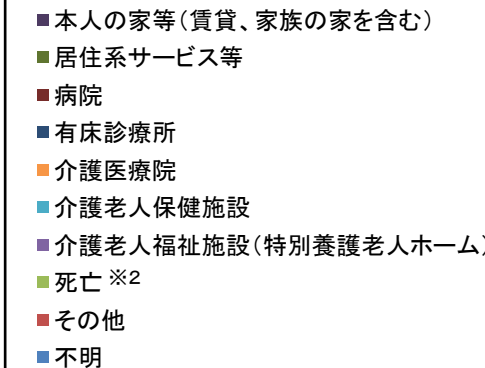 本人の家等（賃貸、家族の家を含む）
居住系サービス等
病院
有床診療所
介護医療院
介護老人保健施設
介護老人福祉施設（特別養護老人ホーム）
死亡 ※2
その他
不明